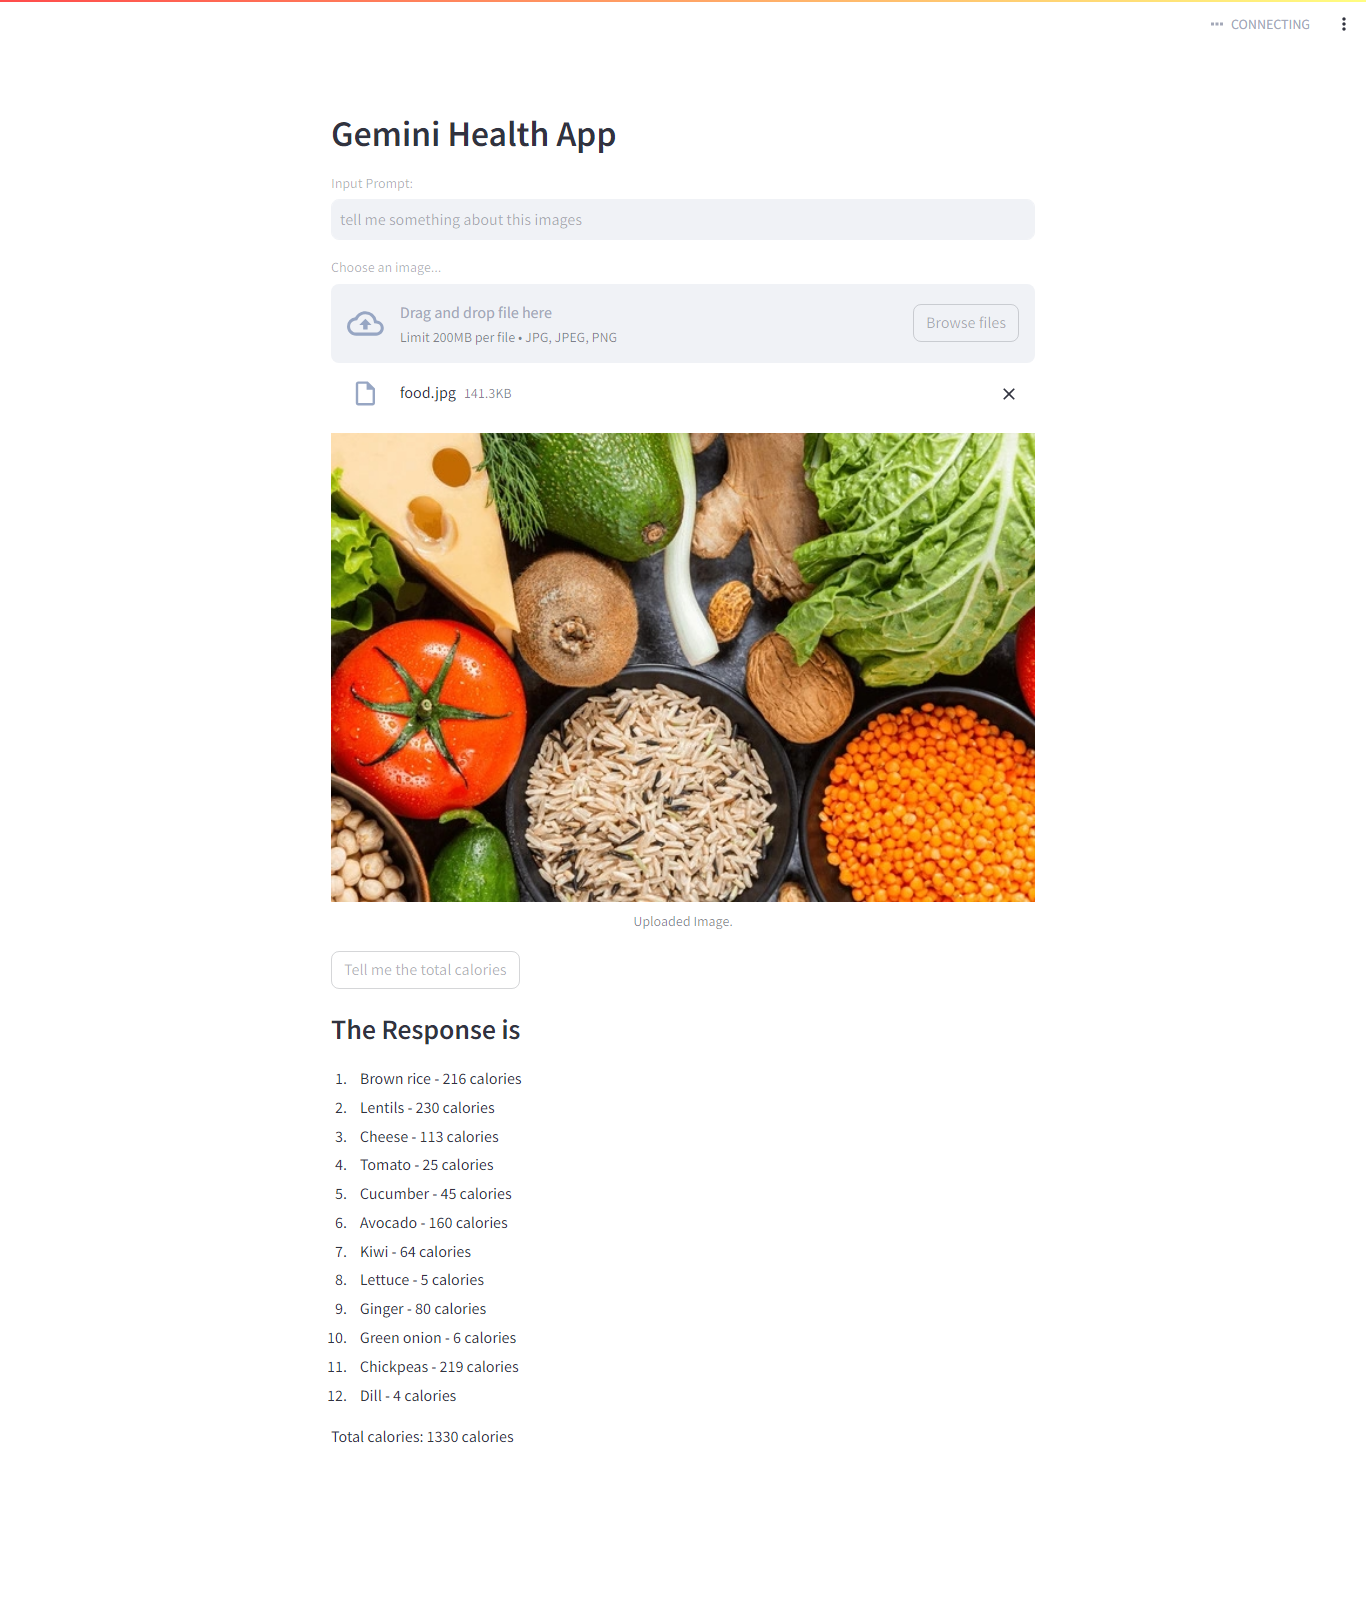 CONNECTING
Gemini Health App
Input Prompt:
tell me something about this images
Choose an image...
Drag and drop file here
Limit 200MB per file • JPG, JPEG, PNG
Browse files
food.jpg 141.3KB
Uploaded Image.
Tell me the total calories
The Response is
1. Brown rice - 216 calories
2. Lentils - 230 calories
3. Cheese - 113 calories
4. Tomato - 25 calories
5. Cucumber - 45 calories
6. Avocado - 160 calories
7. Kiwi - 64 calories
8. Lettuce - 5 calories
9. Ginger - 80 calories
10. Green onion - 6 calories
11. Chickpeas - 219 calories
12. Dill - 4 calories
Total calories: 1330 calories